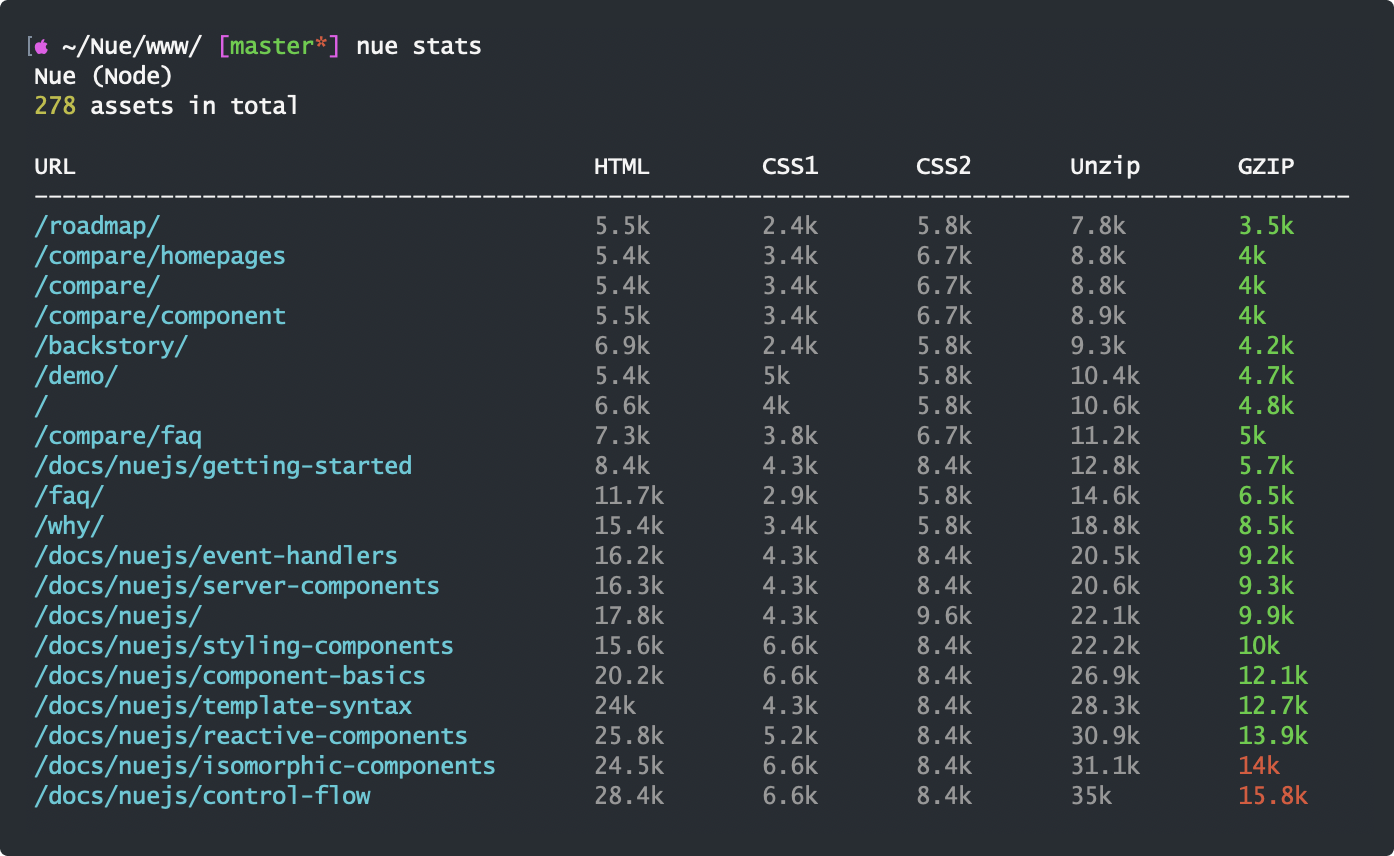 [ ~/Nue/www/ [master*] nue stats
Nue (Node)
278 assets in total
URL HTML CSS1 CSS2 Unzip GZIP
/roadmap/ 5.5k 2.4k 5.8k 7.8k 3.5k
/compare/homepages 5.4k 3.4k 6.7k 8.8k 4k
/compare/ 5.4k 3.4k 6.7k 8.8k 4k
/compare/component 5.5k 3.4k 6.7k 8.9k 4k
/backstory/ 6.9k 2.4k 5.8k 9.3k 4.2k
/demo/ 5.4k 5k 5.8k 10.4k 4.7k
/ 6.6k 4k 5.8k 10.6k 4.8k
/compare/faq 7.3k 3.8k 6.7k 11.2k 5k
/docs/nuejs/getting-started 8.4k 4.3k 8.4k 12.8k 5.7k
/faq/ 11.7k 2.9k 5.8k 14.6k 6.5k
/why/ 15.4k 3.4k 5.8k 18.8k 8.5k
/docs/nuejs/event-handlers 16.2k 4.3k 8.4k 20.5k 9.2k
/docs/nuejs/server-components 16.3k 4.3k 8.4k 20.6k 9.3k
/docs/nuejs/ 17.8k 4.3k 9.6k 22.1k 9.9k
/docs/nuejs/styling-components 15.6k 6.6k 8.4k 22.2k 10k
/docs/nuejs/component-basics 20.2k 6.6k 8.4k 26.9k 12.1k
/docs/nuejs/template-syntax 24k 4.3k 8.4k 28.3k 12.7k
/docs/nuejs/reactive-components 25.8k 5.2k 8.4k 30.9k 13.9k
/docs/nuejs/isomorphic-components 24.5k 6.6k 8.4k 31.1k 14k
/docs/nuejs/control-flow 28.4k 6.6k 8.4k 35k 15.8k